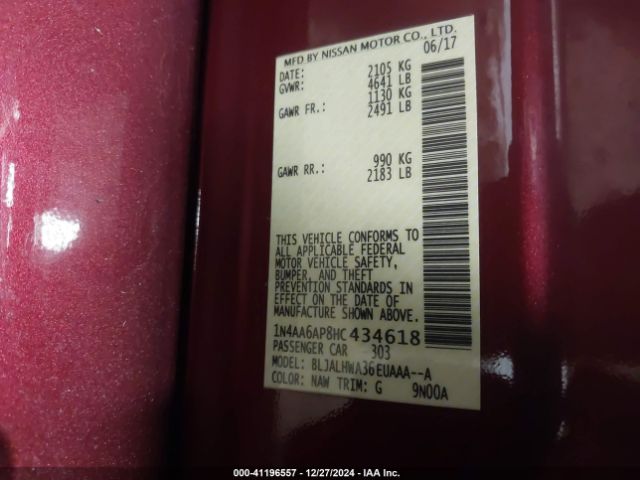 MFD BY NISSAN MOTOR CO., LTD.
DATE: 06/17
GVWR: 2105 KG
4641 LB
GAWR FR.: 1130 KG
2491 LB
GAWR RR.: 990 KG
2183 LB
THIS VEHICLE CONFORMS TO
ALL APPLICABLE FEDERAL
MOTOR VEHICLE SAFETY,
BUMPER, AND THEFT
PREVENTION STANDARDS IN
EFFECT ON THE DATE OF
MANUFACTURE SHOWN ABOVE.
1N4AA6AP8HC434618
PASSENGER CAR 303
MODEL: BLJALHWA36EUAAA--A
COLOR: NAW TRIM: G 9N00A
000-41196557 - 12/27/2024 - IAA Inc.